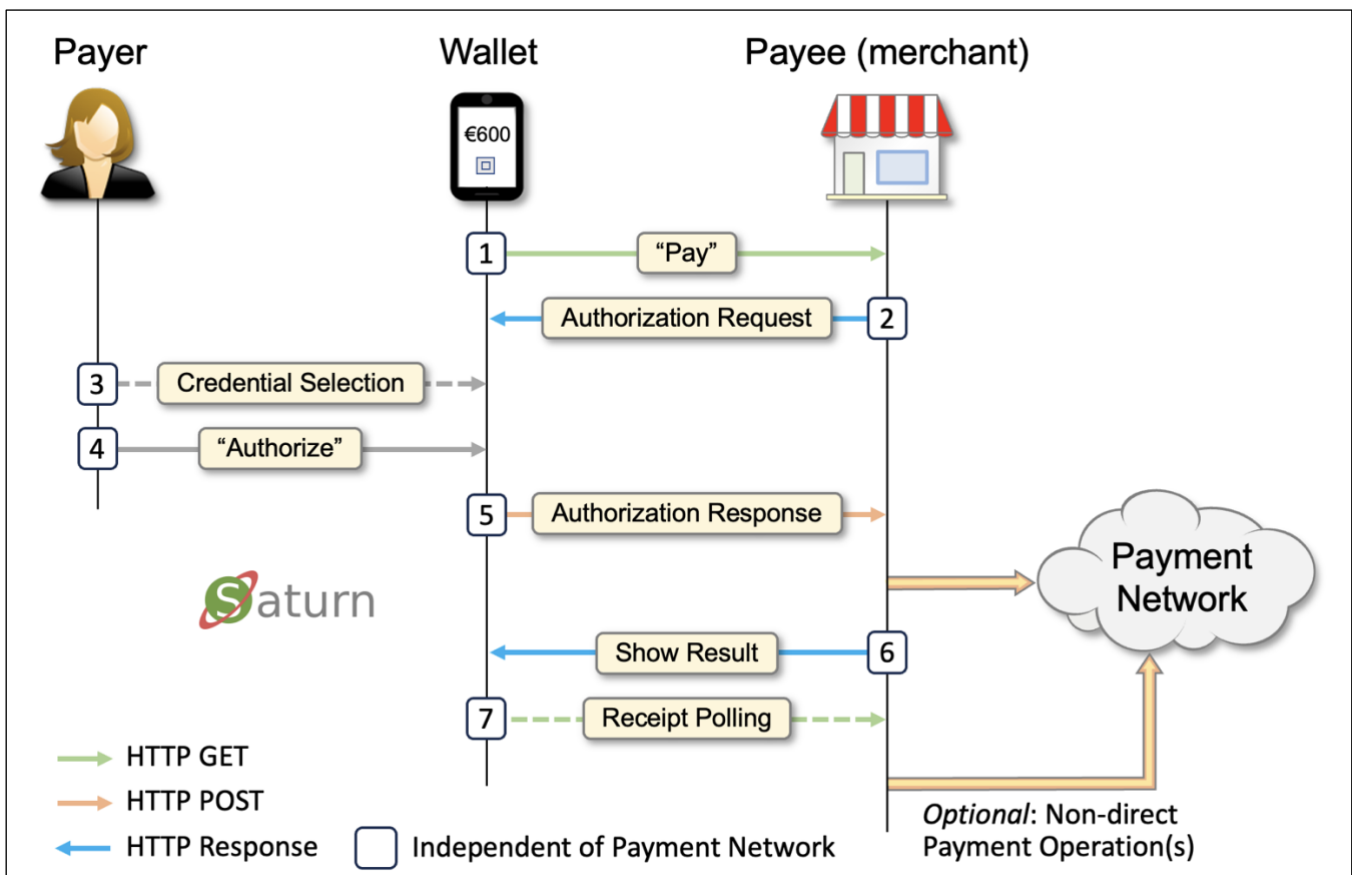 Payer
Wallet
Payee (merchant)
€600
1
“Pay”
Authorization Request
2
3
Credential Selection
4
“Authorize”
5
Authorization Response
Payment
Network
Saturn
Show Result
6
7
Receipt Polling
HTTP GET
HTTP POST
HTTP Response
Independent of Payment Network
Optional: Non-direct
Payment Operation(s)